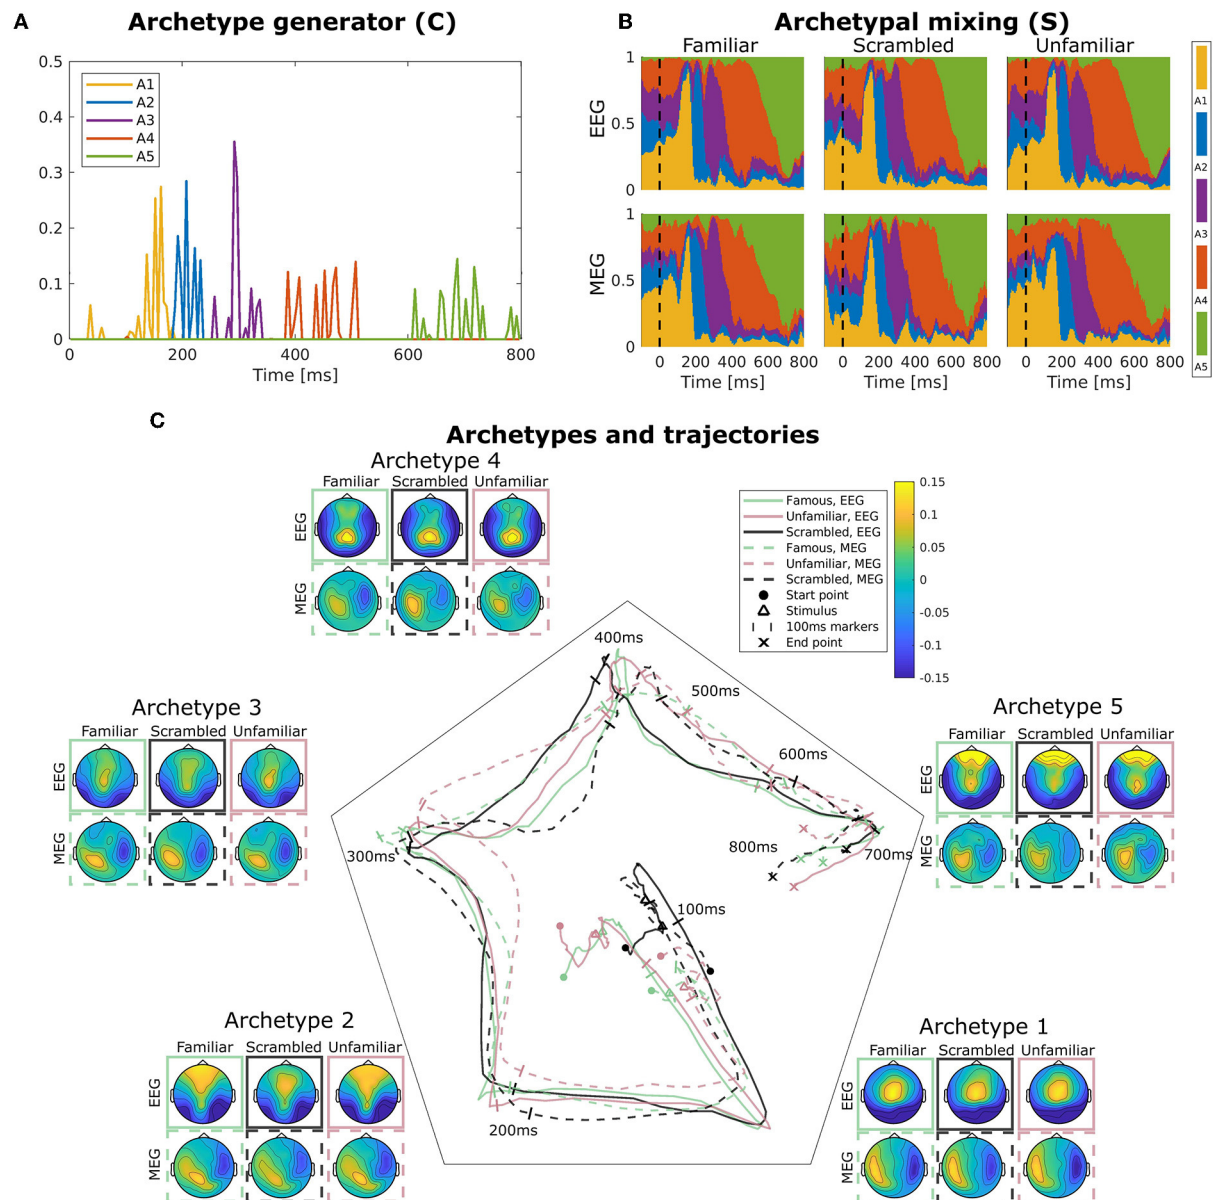 A
Archetype generator (C)
0.5
0.4
0.3
0.2
0.1
0
A1
A2
A3
A4
A5
0 200 400 600 800
Time [ms]
B
Archetypal mixing (S)
Familiar Scrambled Unfamiliar
EEG
1
0.5
0
MEG
1
0.5
0
0 200 400 600 800
0 200 400 600 800
0 200 400 600 800
Time [ms] Time [ms] Time [ms]
A1
A2
A3
A4
A5
C
Archetypes and trajectories
Archetype 4
Familiar Scrambled Unfamiliar
EEG
MEG
Famous, EEG
Unfamiliar, EEG
Scrambled, EEG
Famous, MEG
Unfamiliar, MEG
Scrambled, MEG
Start point
Stimulus
100ms markers
End point
0.15
0.1
0.05
0
-0.05
-0.1
-0.15
Archetype 3
Familiar Scrambled Unfamiliar
EEG
MEG
Archetype 5
Familiar Scrambled Unfamiliar
EEG
MEG
400ms
500ms
600ms
300ms
800ms
700ms
100ms
200ms
Archetype 2
Familiar Scrambled Unfamiliar
EEG
MEG
Archetype 1
Familiar Scrambled Unfamiliar
EEG
MEG